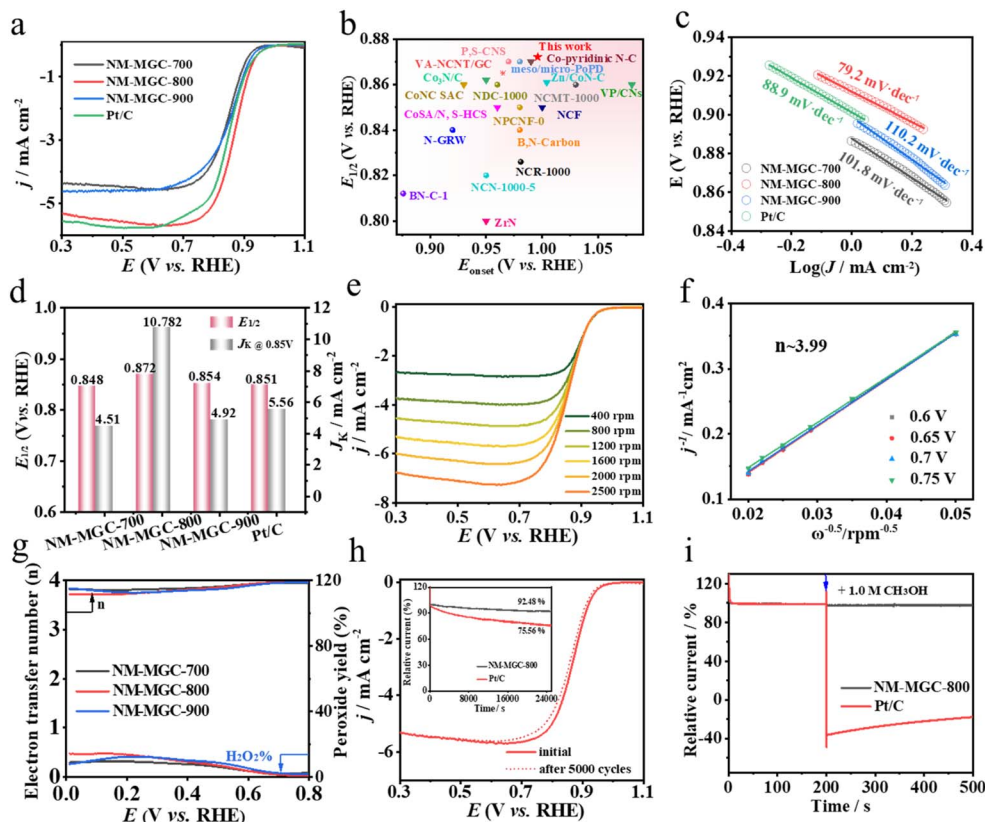 a
NM-MGC-700
NM-MGC-800
NM-MGC-900
Pt/C
-1
-3
-5
j / mA cm⁻²
0.3 0.5 0.7 0.9 1.1
E (V vs. RHE)
b
0.88
0.86
0.84
0.82
0.80
E1/2 (V vs. RHE)
This work
P,S-CNS
Co-pyridinic N-C
VA-NCNT/GC
meso/micro-PoPD
Co₃N/C
Zn/CoN-C
CoNC SAC
NDC-1000
NCMT-1000
VP/CNs
CoSA/N, S-HCS
NPCNF-0
NCF
N-GRW
B,N-Carbon
NCR-1000
NCN-1000-5
BN-C-1
ZrN
0.90 0.95 1.00 1.05
Eonset (V vs. RHE)
c
0.94
0.92
0.90
0.88
0.86
0.84
E (V vs. RHE)
79.2 mV·dec⁻¹
88.9 mV·dec⁻¹
110.2 mV·dec⁻¹
101.8 mV·dec⁻¹
NM-MGC-700
NM-MGC-800
NM-MGC-900
Pt/C
-0.4 -0.2 0.0 0.2 0.4
Log(J / mA cm⁻²)
d
1.0
0.9
0.8
0.7
0.6
E1/2 (V vs. RHE)
E1/2
JK @ 0.85V
10.782
0.848
0.872
0.854
0.851
4.51
4.92
5.56
12
10
8
6
4
2
0
JK / mA cm⁻²
NM-MGC-700
NM-MGC-800
NM-MGC-900
Pt/C
e
0
-2
-4
-6
-8
j / mA cm⁻²
400 rpm
800 rpm
1200 rpm
1600 rpm
2000 rpm
2500 rpm
0.3 0.5 0.7 0.9 1.1
E (V vs. RHE)
f
0.4
0.3
0.2
0.1
j⁻¹/ mA⁻¹ cm²
n~3.99
0.6 V
0.65 V
0.7 V
0.75 V
0.02 0.03 0.04 0.05
ω⁻⁰·⁵/rpm⁻⁰·⁵
g
4
3
2
1
0
Electron transfer number (n)
n
NM-MGC-700
NM-MGC-800
NM-MGC-900
H₂O₂%
120
80
40
0
Peroxide yield (%)
0.0 0.2 0.4 0.6 0.8
E (V vs. RHE)
h
0
-2
-4
-6
j / mA cm⁻²
120
90
60
30
0
Relative current (%)
92.48 %
75.56 %
NM-MGC-800
Pt/C
0 8000 16000 24000
Time/ s
initial
after 5000 cycles
0.3 0.5 0.7 0.9 1.1
E (V vs. RHE)
i
120
80
40
0
-40
Relative current / %
+ 1.0 M CH₃OH
NM-MGC-800
Pt/C
0 100 200 300 400 500
Time / s